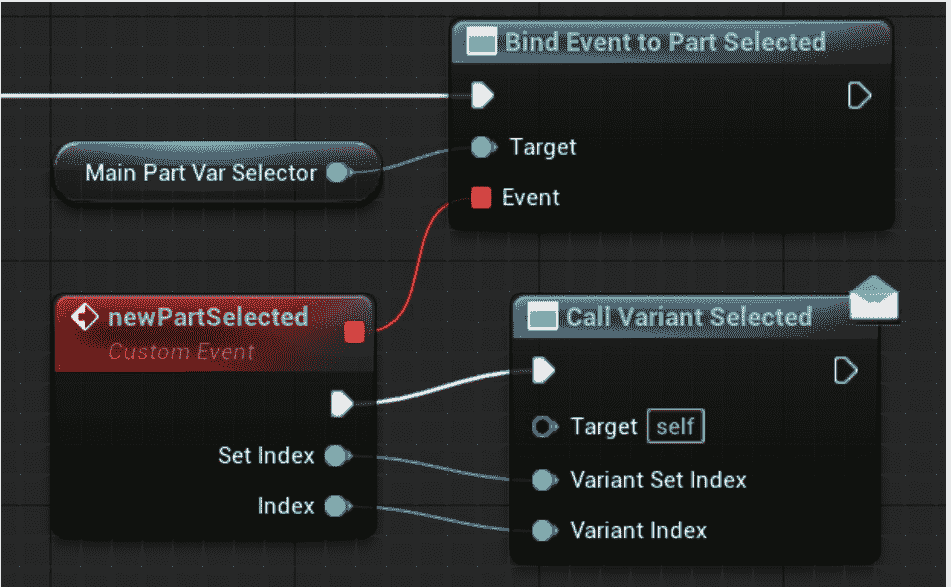 Bind Event to Part Selected
Target
Main Part Var Selector
Event
newPartSelected
Custom Event
Set Index
Index
Call Variant Selected
Target self
Variant Set Index
Variant Index